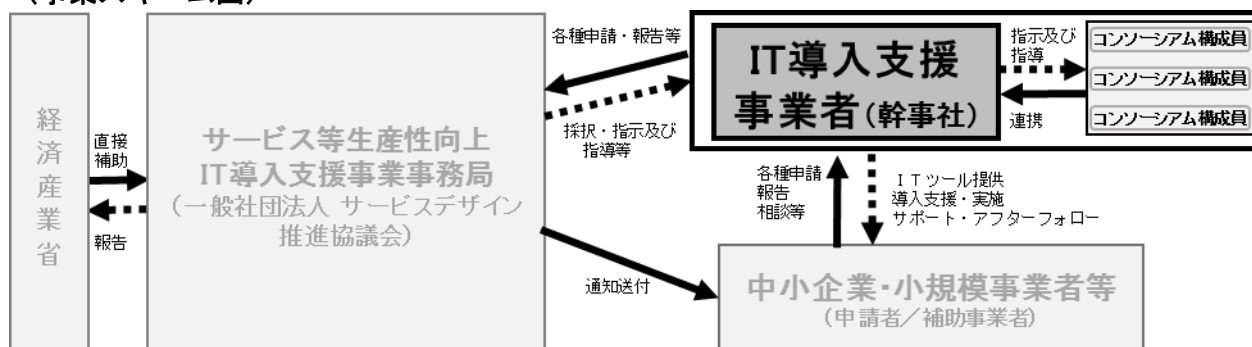 (事業スキーム図)
経
済
産
業
省
直接
補助
報告
サービス等生産性向上
IT導入支援事業事務局
(一般社団法人 サービスデザイン
推進協議会)
各種申請・報告等
採択・指示及び
指導等
通知送付
IT導入支援
事業者(幹事社)
指示及び
指導
連携
コンソーシアム構成員
コンソーシアム構成員
コンソーシアム構成員
各種申請
報告
相談等
ITツール提供
導入支援・実施
サポート・アフターフォロー
中小企業・小規模事業者等
(申請者/補助事業者)